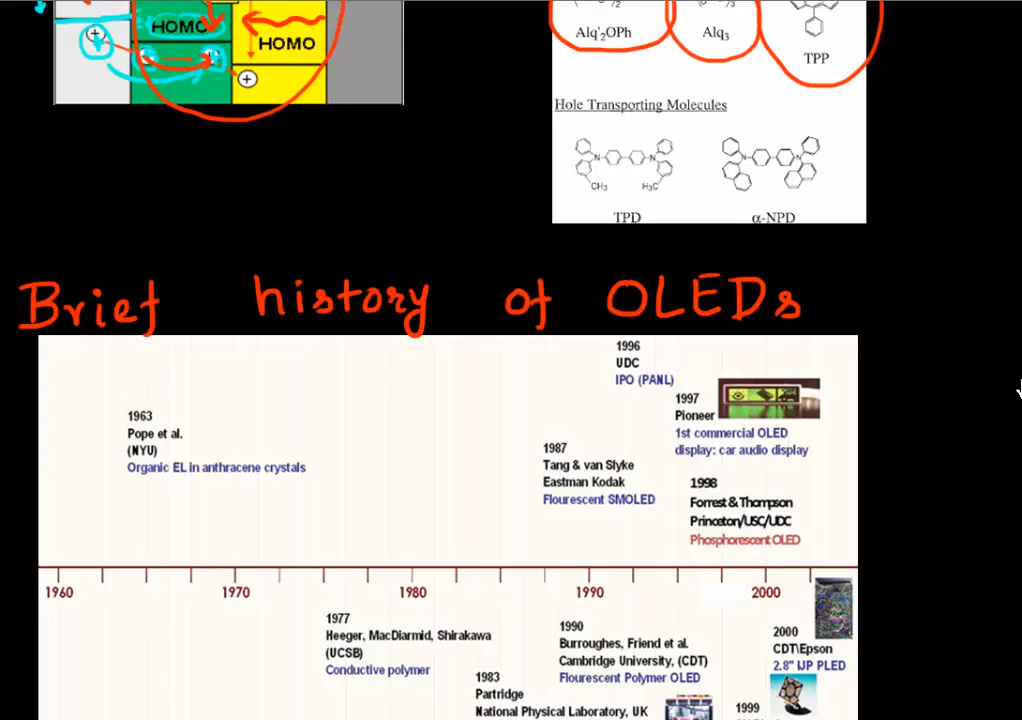 HOMO
HOMO
Alq'2OPh
Alq3
TPP
Hole Transporting Molecules
N
N
CH3
H3C
N
N
TPD
α-NPD
Brief history of OLEDs
1996
UDC
IPO (PANL)
1997
Pioneer
1st commercial OLED
display: car audio display
1963
Pope et al.
(NYU)
Organic EL in anthracene crystals
1987
Tang & van Slyke
Eastman Kodak
Flourescent SMOLED
1998
Forrest & Thompson
Princeton/USC/UDC
Phosphorescent OLED
1960
1970
1980
1990
2000
1977
Heeger, MacDiarmid, Shirakawa
(UCSB)
Conductive polymer
1983
Partridge
National Physical Laboratory, UK
1990
Burroughes, Friend et al.
Cambridge University, (CDT)
Flourescent Polymer OLED
2000
CDT\Epson
2.8" IJP PLED
1999